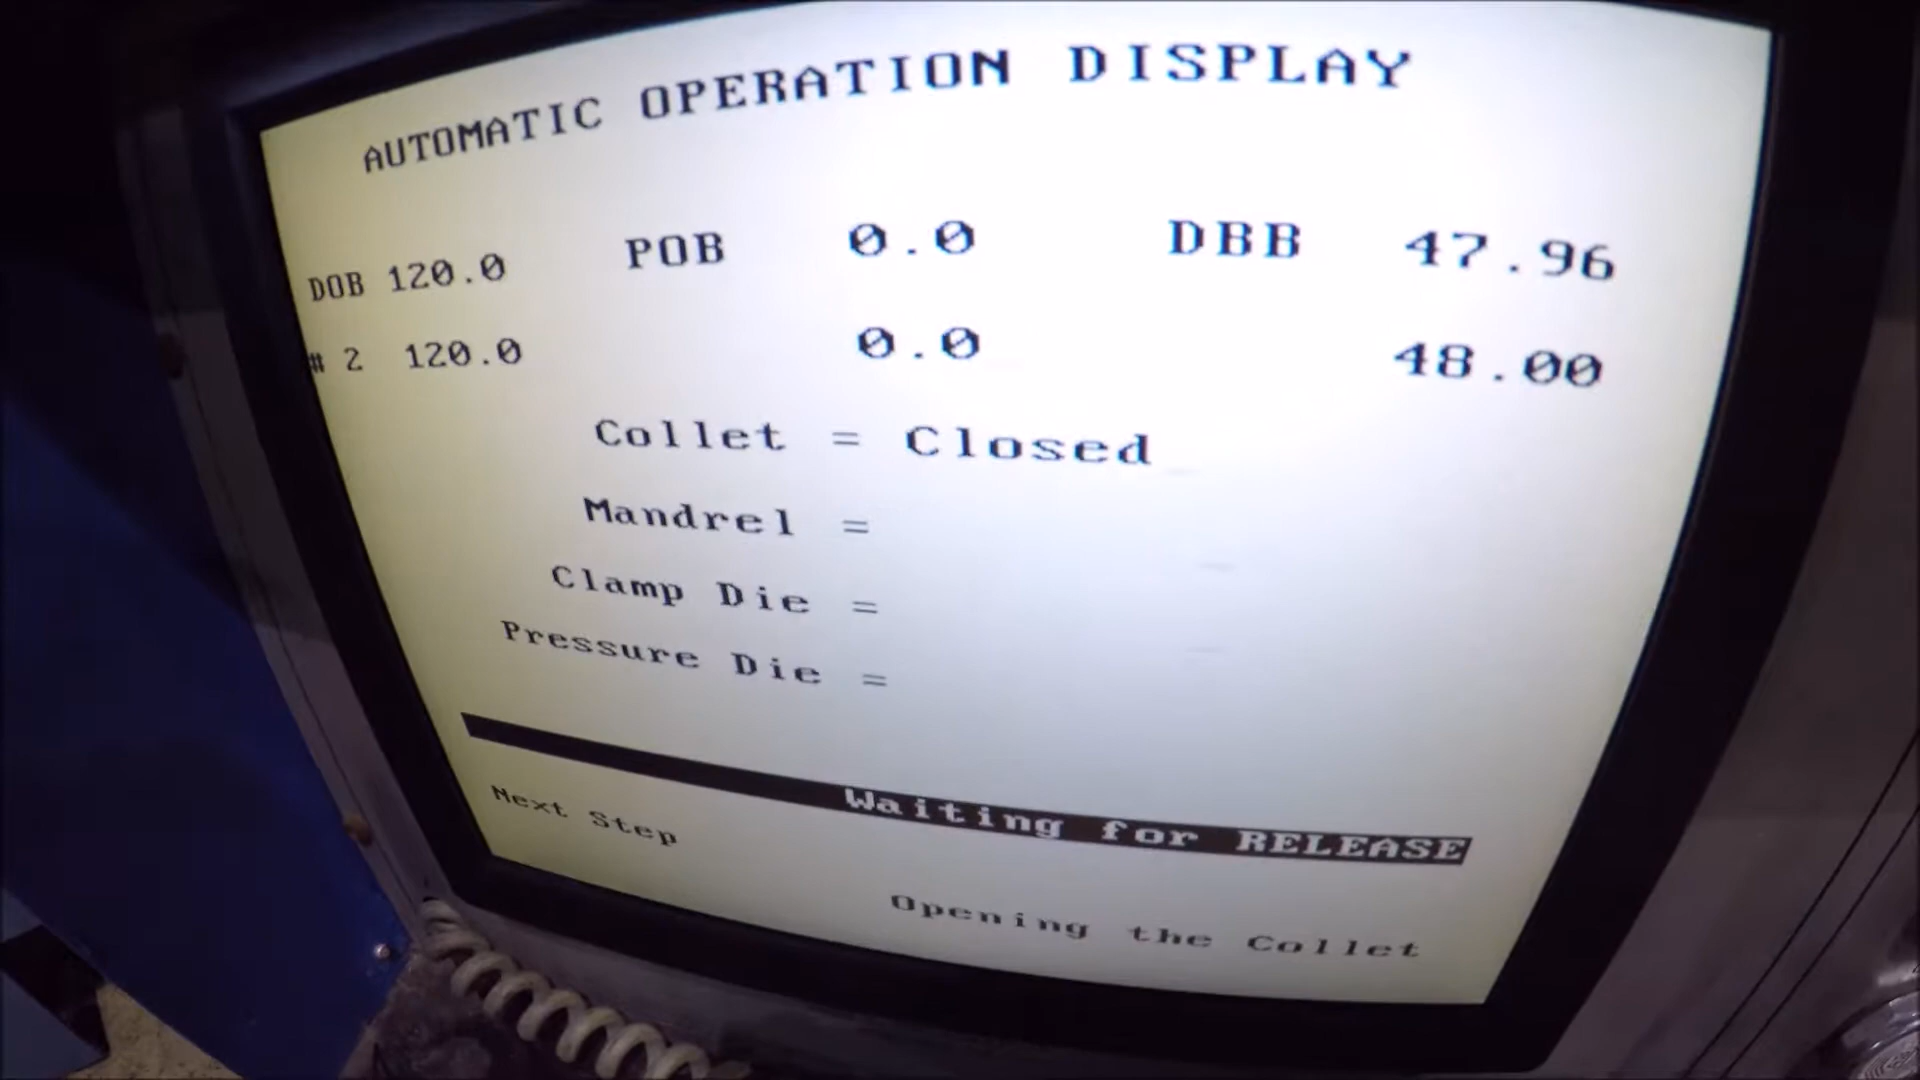 AUTOMATIC OPERATION DISPLAY
DOB 120.0 POB 0.0 DBB 47.96
# 2 120.0 0.0 48.00
Collet = Closed
Mandrel =
Clamp Die =
Pressure Die =
Waiting for RELEASE
Next Step
Opening the Collet